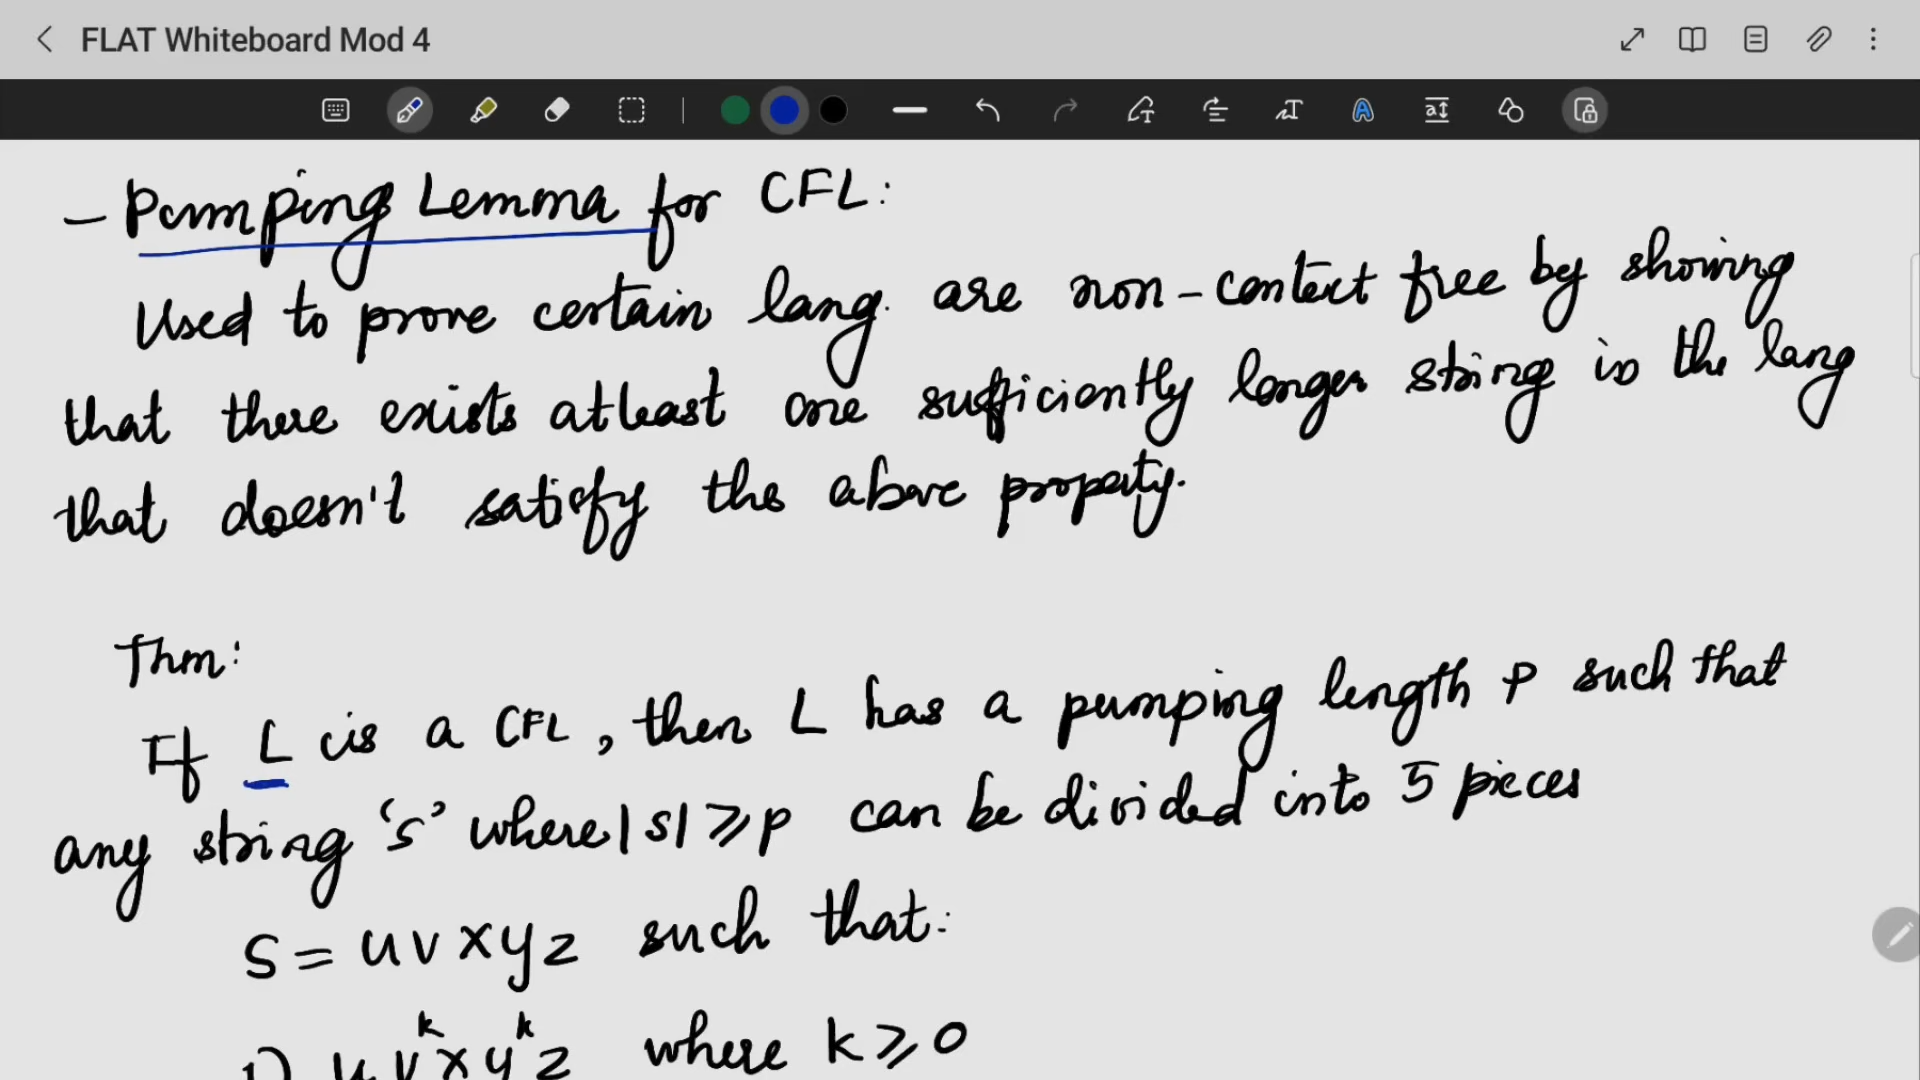 FLAT Whiteboard Mod 4
- Pumping Lemma for CFL:
Used to prove certain lang. are non-context free by showing
that there exists atleast one sufficiently longer string in the lang
that doesn't satisfy the above property.
Thm:
If L is a CFL, then L has a pumping length P such that
any string 's' where |s| ⩾ p can be divided into 5 pieces
S = uvxyz such that:
1) uvᵏxyᵏz where k ⩾ 0